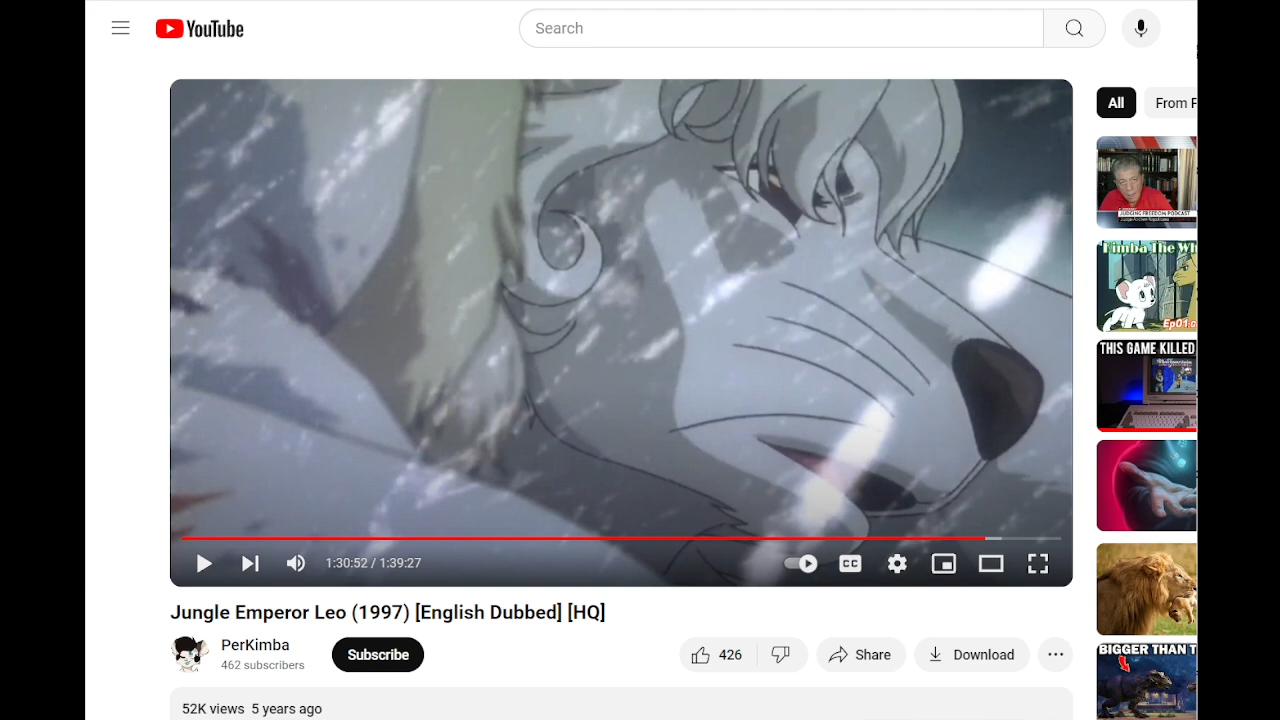 YouTube
Search
All
From F
JUDGING FREEDOM PODCAST
Kimba The Wh
Ep01:
THIS GAME KILLED
1:30:52 / 1:39:27
CC
Jungle Emperor Leo (1997) [English Dubbed] [HQ]
PerKimba
462 subscribers
Subscribe
426
Share
Download
BIGGER THAN T
52K views 5 years ago